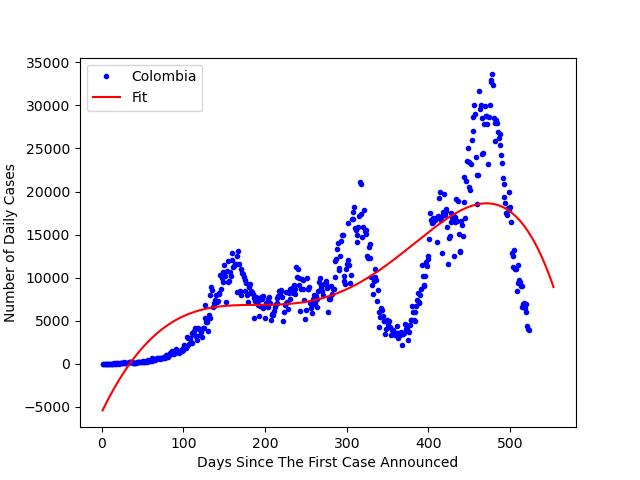 35000
30000
25000
20000
15000
10000
5000
0
−5000
0 100 200 300 400 500
Number of Daily Cases
Days Since The First Case Announced
Colombia
Fit